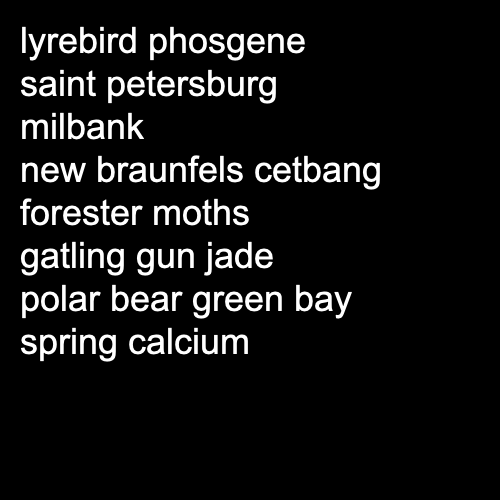 lyrebird phosgene
saint petersburg
milbank
new braunfels cetbang
forester moths
gatling gun jade
polar bear green bay
spring calcium